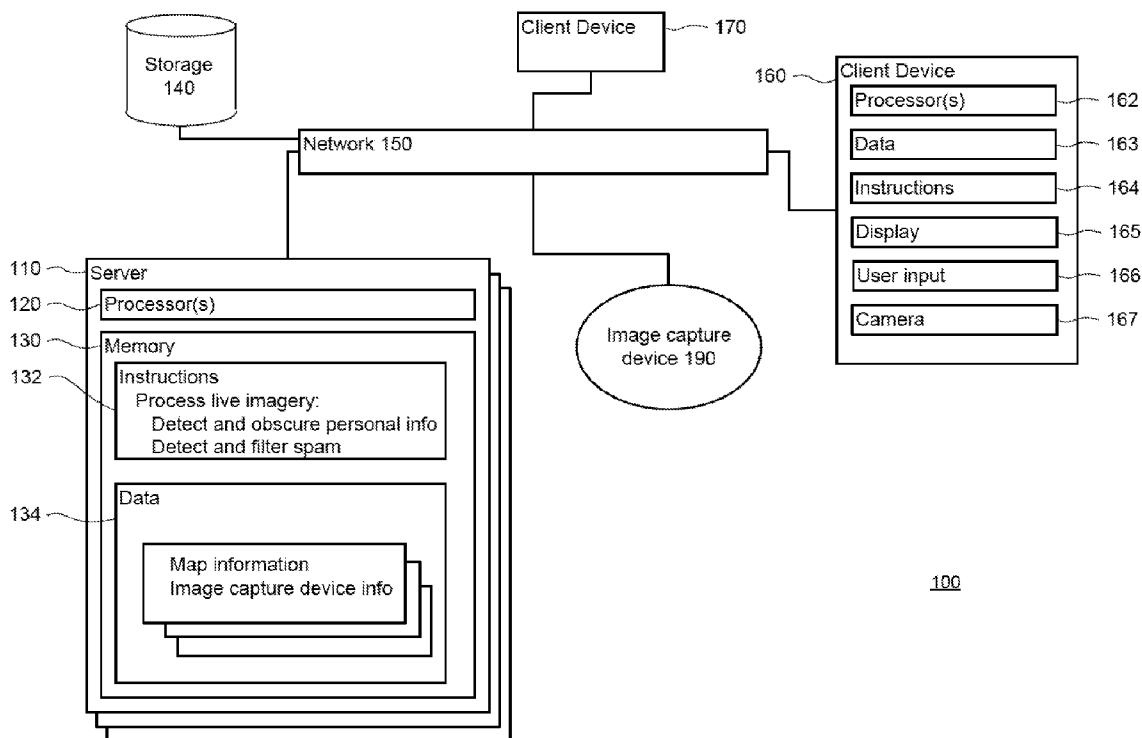 Storage
140
Client Device
170
Network 150
160
Client Device
Processor(s)
162
Data
163
Instructions
164
Display
165
User input
166
Camera
167
110
Server
120
Processor(s)
130
Memory
132
Instructions
Process live imagery:
Detect and obscure personal info
Detect and filter spam
134
Data
Map information
Image capture device info
Image capture
device 190
100